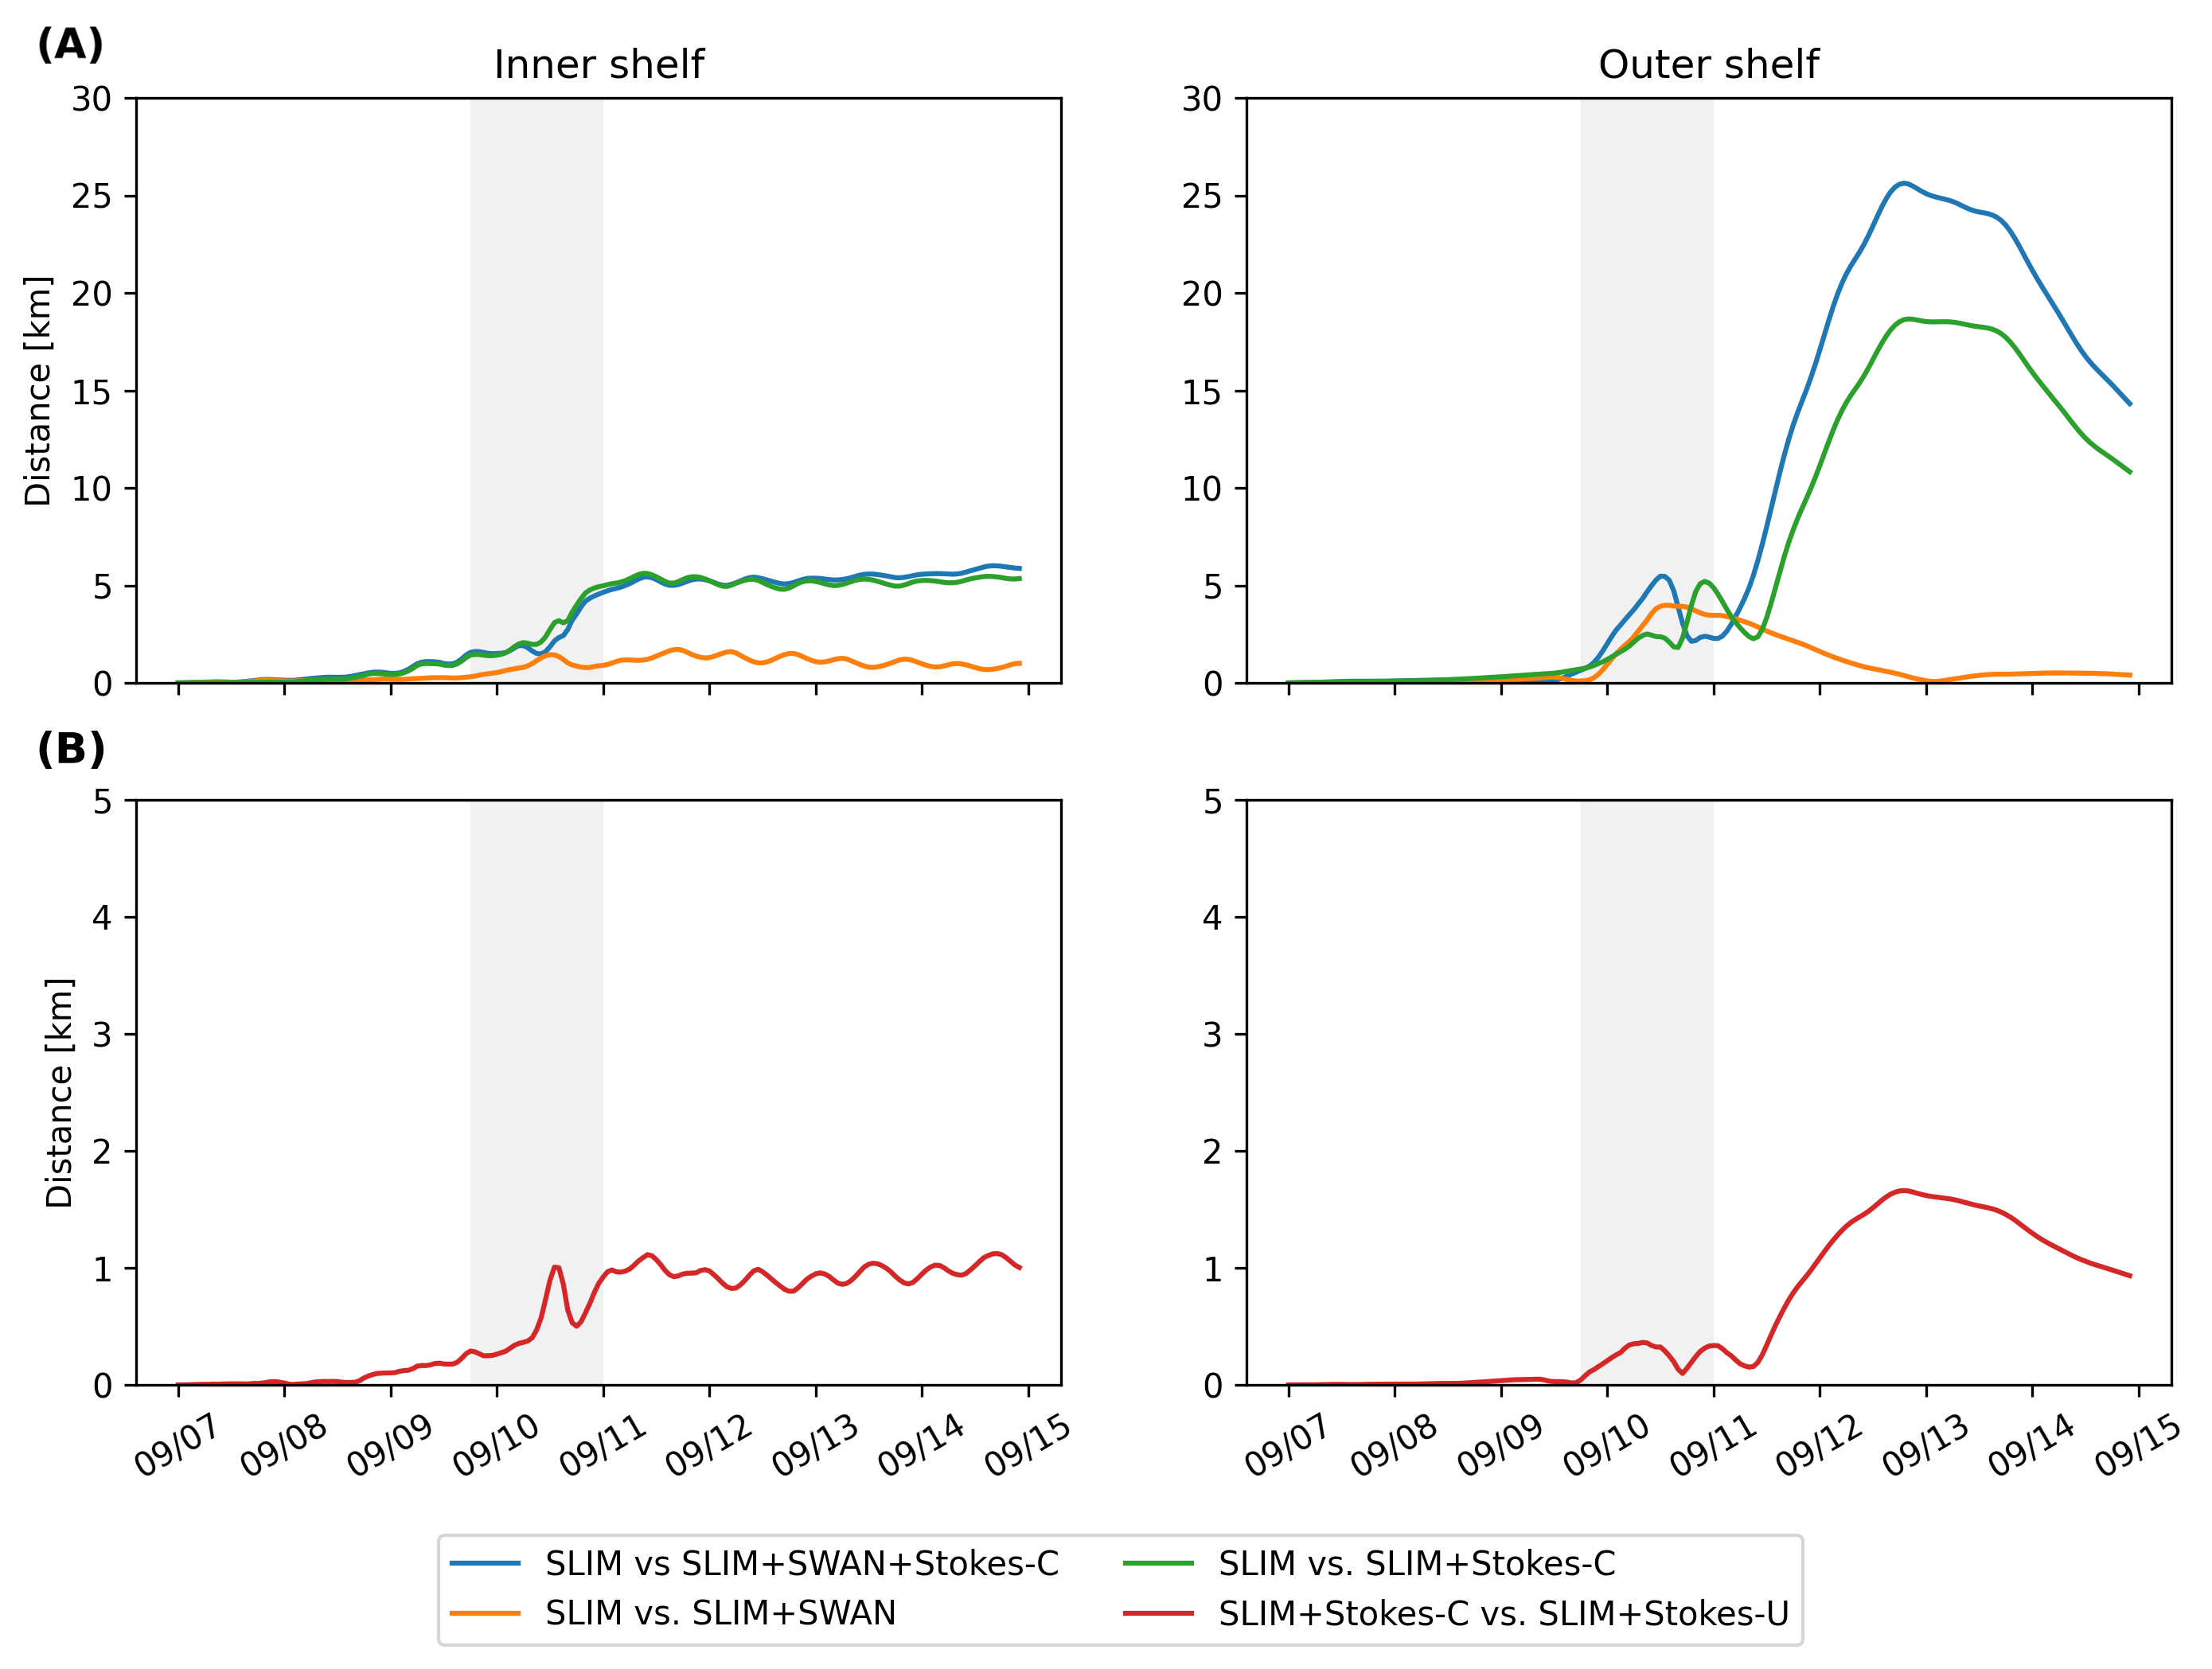 (A)
Inner shelf
Outer shelf
30
25
20
15
10
5
0
Distance [km]
30
25
20
15
10
5
0
(B)
5
4
3
2
1
0
Distance [km]
09/07 09/08 09/09 09/10 09/11 09/12 09/13 09/14 09/15
5
4
3
2
1
0
09/07 09/08 09/09 09/10 09/11 09/12 09/13 09/14 09/15
SLIM vs SLIM+SWAN+Stokes-C
SLIM vs. SLIM+SWAN
SLIM vs. SLIM+Stokes-C
SLIM+Stokes-C vs. SLIM+Stokes-U